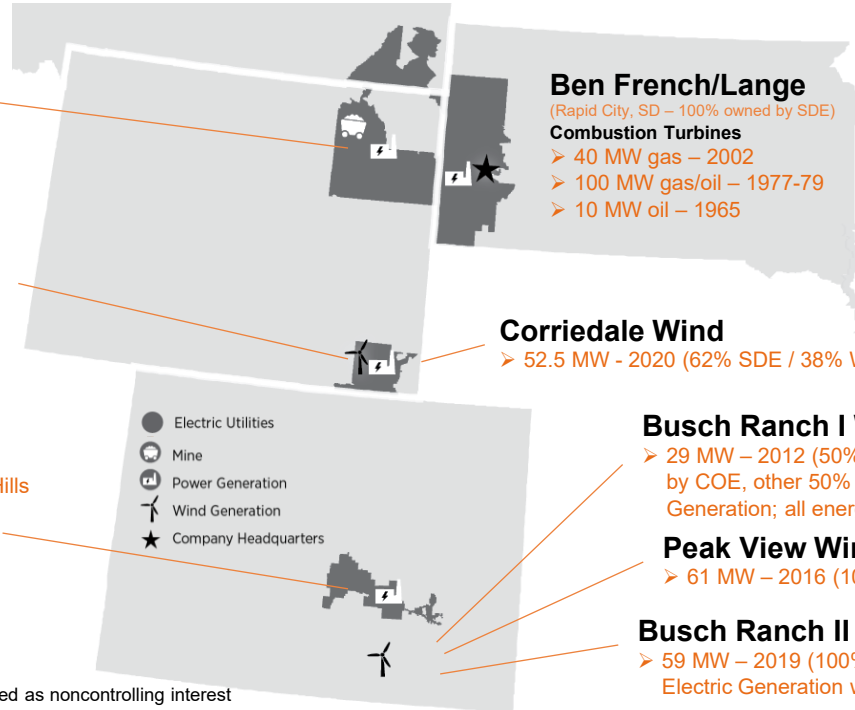 Ben French/Lange
(Rapid City, SD – 100% owned by SDE)
Combustion Turbines
➢ 40 MW gas – 2002
➢ 100 MW gas/oil – 1977-79
➢ 10 MW oil – 1965
Corriedale Wind
➢ 52.5 MW - 2020 (62% SDE / 38% W
Electric Utilities
Mine
Power Generation
Wind Generation
Company Headquarters
Busch Ranch I
➢ 29 MW – 2012 (50%
by COE, other 50%
Generation; all ener
Peak View Win
➢ 61 MW – 2016 (10
Busch Ranch II
➢ 59 MW – 2019 (100%
Electric Generation w
Hills
ed as noncontrolling interest